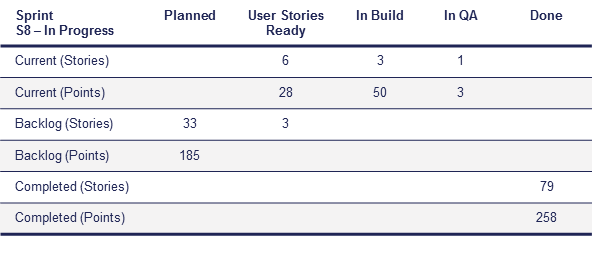 Sprint Planned User Stories In Build In QA Done
S8 – In Progress Ready
Current (Stories) 6 3 1
Current (Points) 28 50 3
Backlog (Stories) 33 3
Backlog (Points) 185
Completed (Stories) 79
Completed (Points) 258